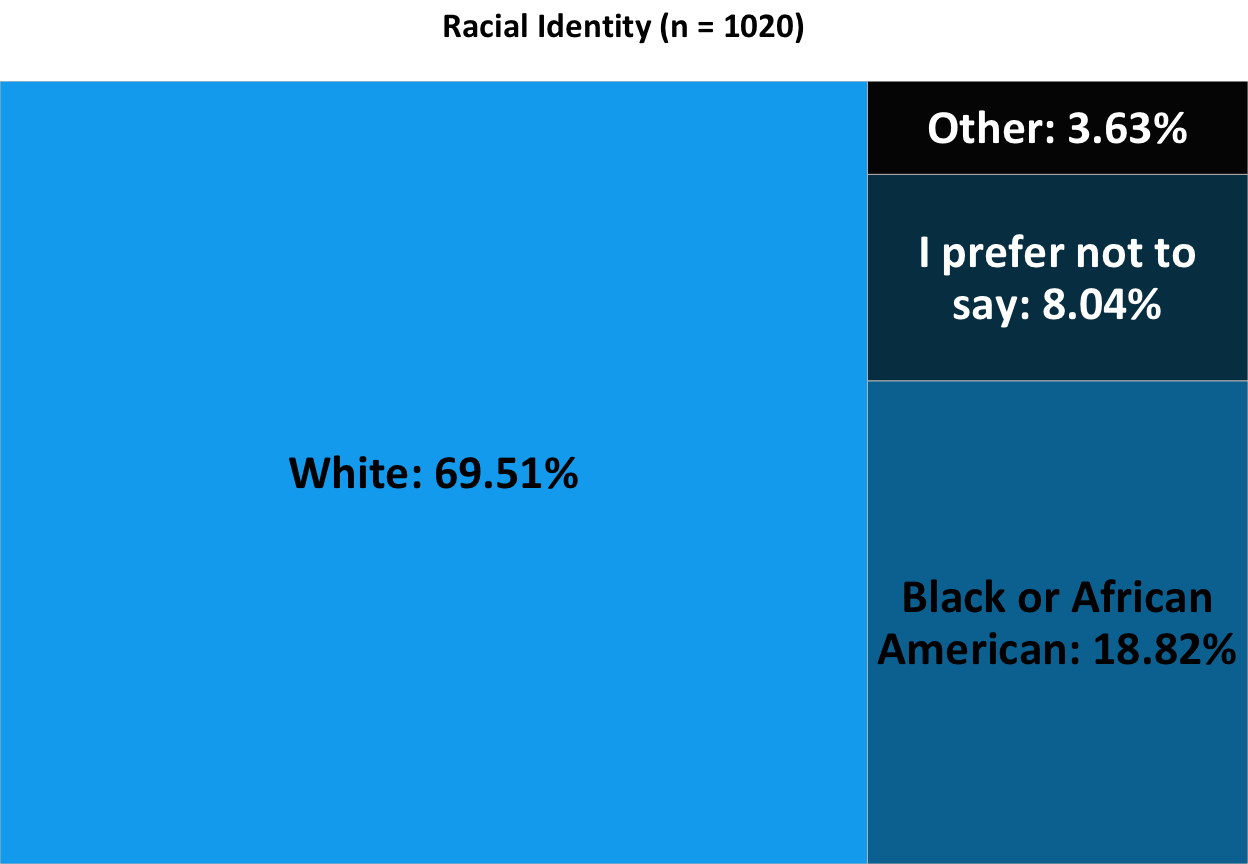 Racial Identity (n = 1020)
Other: 3.63%
I prefer not to
say: 8.04%
White: 69.51%
Black or African
American: 18.82%